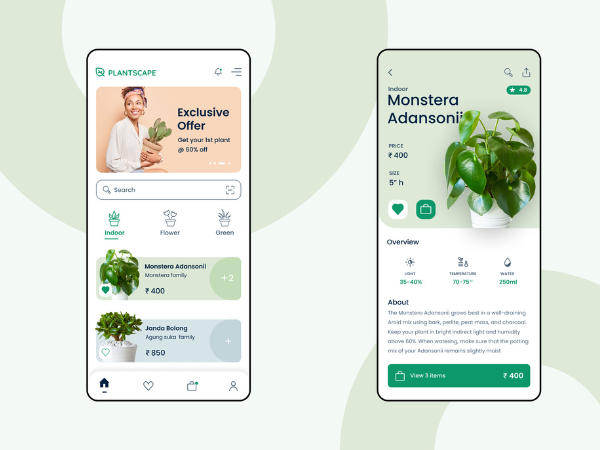 PLANTSCAPE
Exclusive
Offer
Get your 1st plant
@ 60% off
Search
Indoor
Flower
Green
Monstera Adansonii
Monstera family
₹ 400
+2
Janda Bolong
Agung suka family
₹ 850
+
Indoor
4.8
Monstera
Adansonii
PRICE
₹ 400
SIZE
5” h
Overview
LIGHT
TEMPERATURE
WATER
35-40%
70-75°F
250ml
About
The Monstera Adansonii grows best in a well-draining
Aroid mix using bark, perlite, peat moss, and charcoal.
Keep your plant in bright indirect light and humidity
above 60%. When watering, make sure that the potting
mix of your Adansonii remains slightly moist
View 3 items
₹ 400